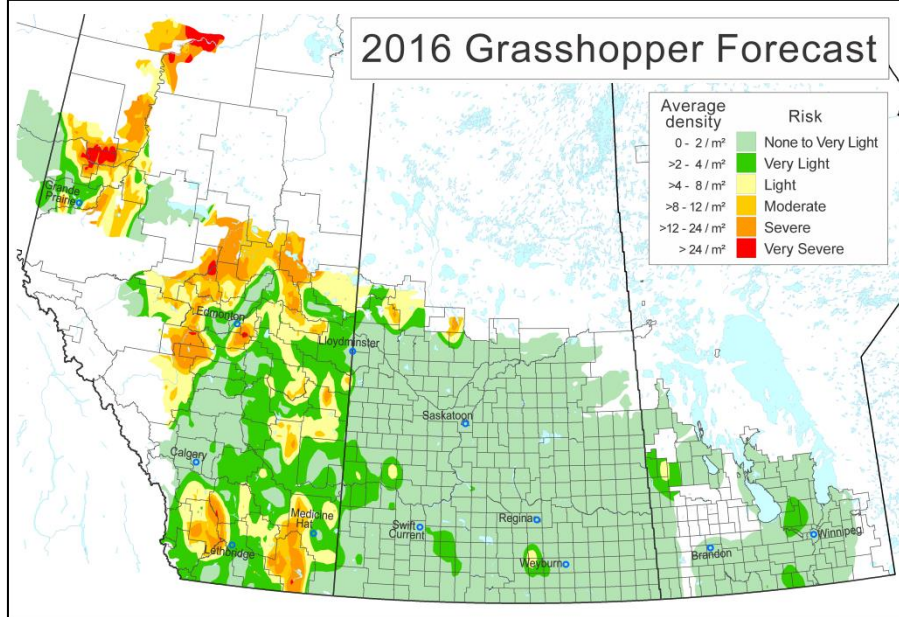 2016 Grasshopper Forecast
Average
density
Risk
0 - 2 / m² None to Very Light
>2 - 4 / m² Very Light
>4 - 8 / m² Light
>8 - 12 / m² Moderate
>12 - 24 / m² Severe
> 24 / m² Very Severe
Grande
Prairie
Edmonton
Lloydminster
Saskatoon
Calgary
Medicine
Hat
Swift
Current
Regina
Lethbridge
Weyburn
Brandon
Winnipeg